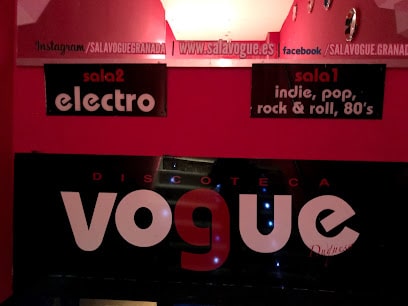 Instagram/SALAVOGUEGRANADA | www.salavogue.es | facebook /SALAVOGUE.GRANADA
sala2
electro
sala1
indie, pop,
rock & roll, 80's
DISCOTECA
vogue